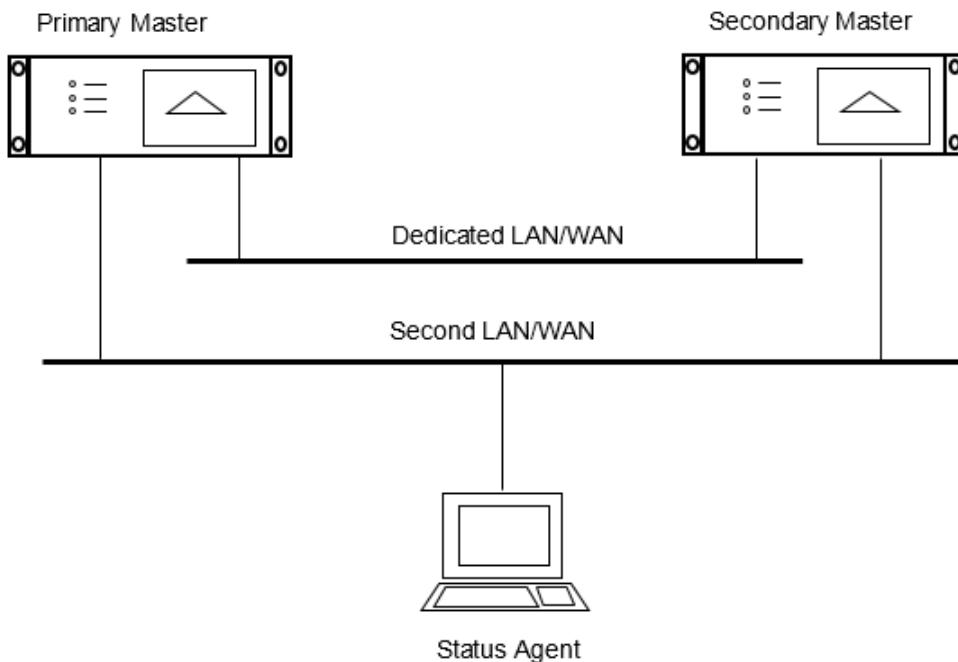 Primary Master
Secondary Master
Dedicated LAN/WAN
Second LAN/WAN
Status Agent